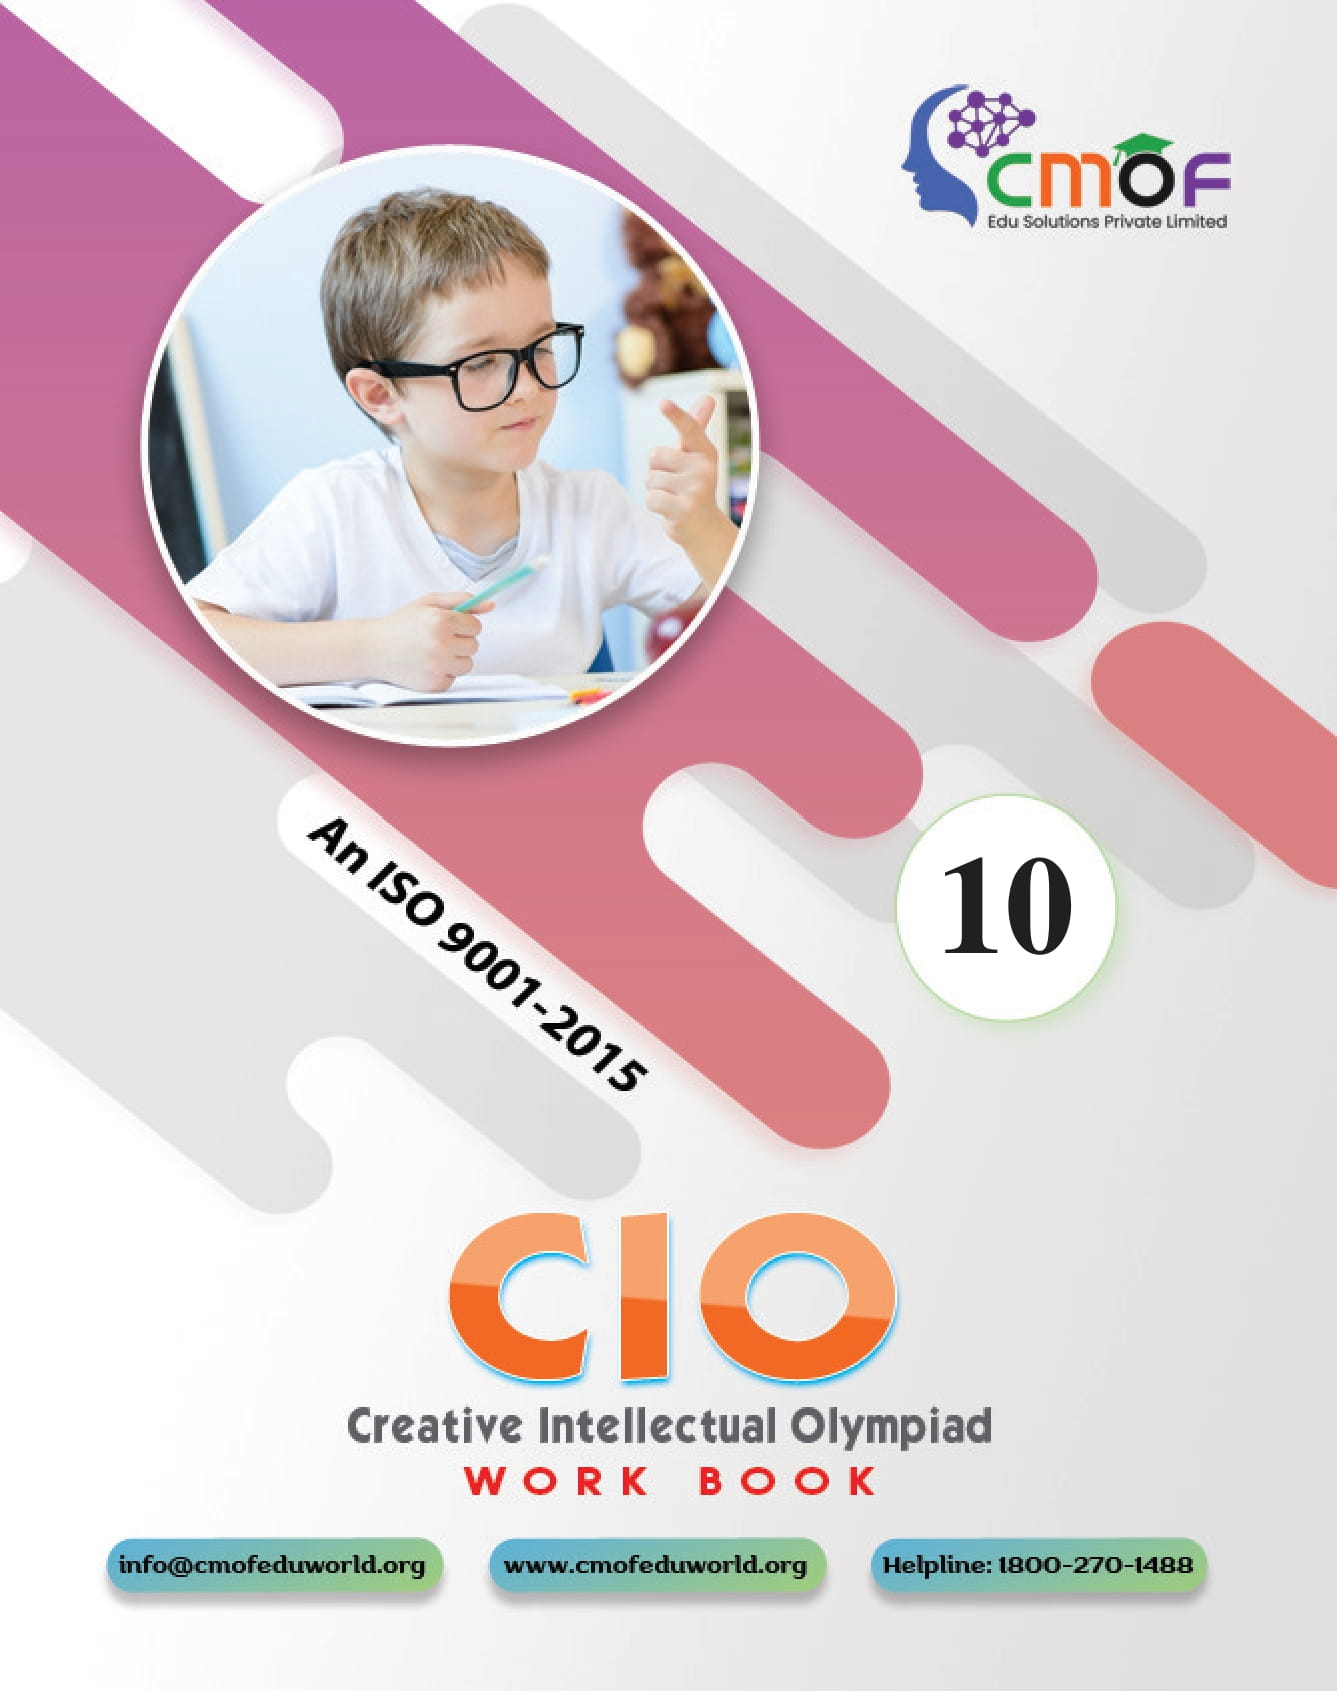 CMOF
Edu Solutions Private Limited
An ISO 9001-2015
10
CIO
Creative Intellectual Olympiad
WORK BOOK
info@cmofeduworld.org
www.cmofeduworld.org
Helpline: 1800-270-1488